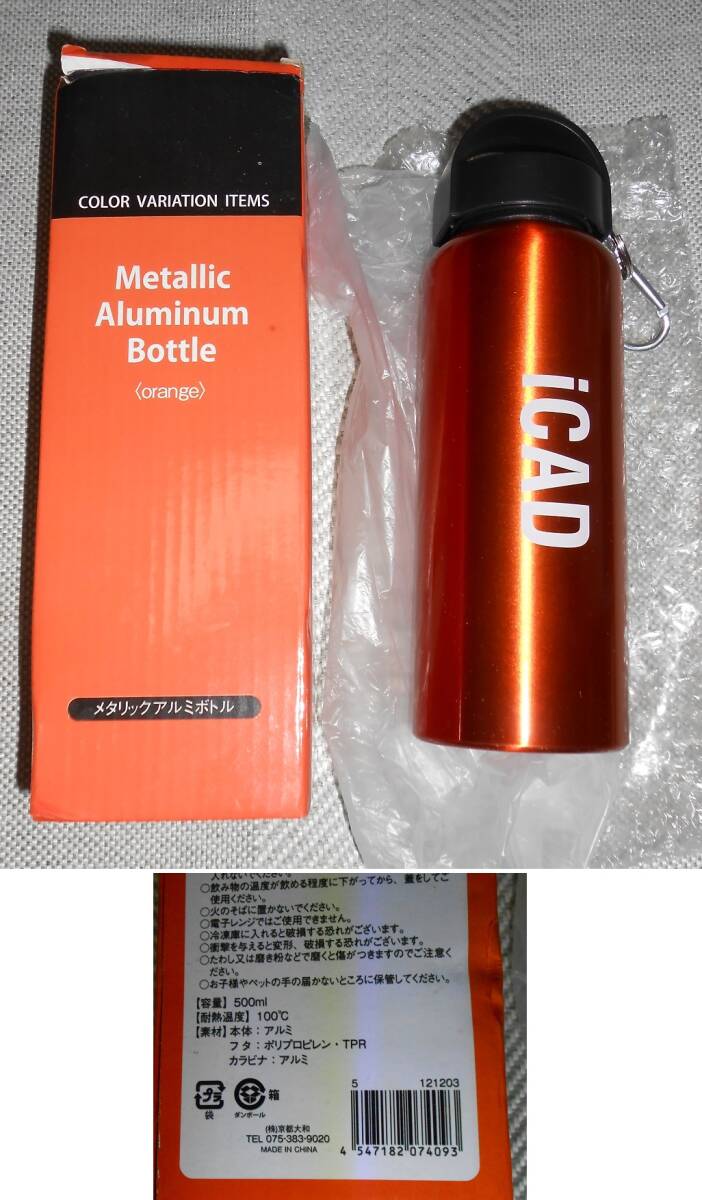 COLOR VARIATION ITEMS
Metallic
Aluminum
Bottle
〈orange〉
メタリックアルミボトル
iCAD
入れないでください。
○飲み物の温度が飲める程度に下がってから、蓋をしてご
使用ください。
○火のそばに置かないでください。
○電子レンジではご使用できません。
○冷凍庫に入れると破損する恐れがございます。
○衝撃を与えると変形、破損する恐れがございます。
○たわし又は磨き粉などで磨くと傷がつきますのでご注意く
ださい。
○お子様やペットの手の届かないところに保管してください。
【容量】500ml
【耐熱温度】100℃
【素材】本体：アルミ
フタ：ポリプロピレン・TPR
カラビナ：アルミ
プラ
袋
箱
ダンボール
(株)京都大和
TEL 075-383-9020
MADE IN CHINA
5 121203
4 547182 074093